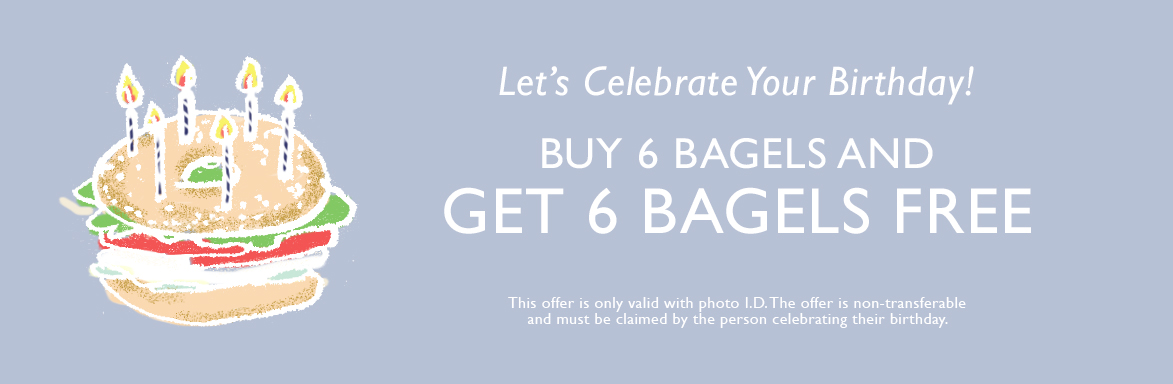 Let's Celebrate Your Birthday!
BUY 6 BAGELS AND
GET 6 BAGELS FREE
This offer is only valid with photo I.D. The offer is non-transferable
and must be claimed by the person celebrating their birthday.